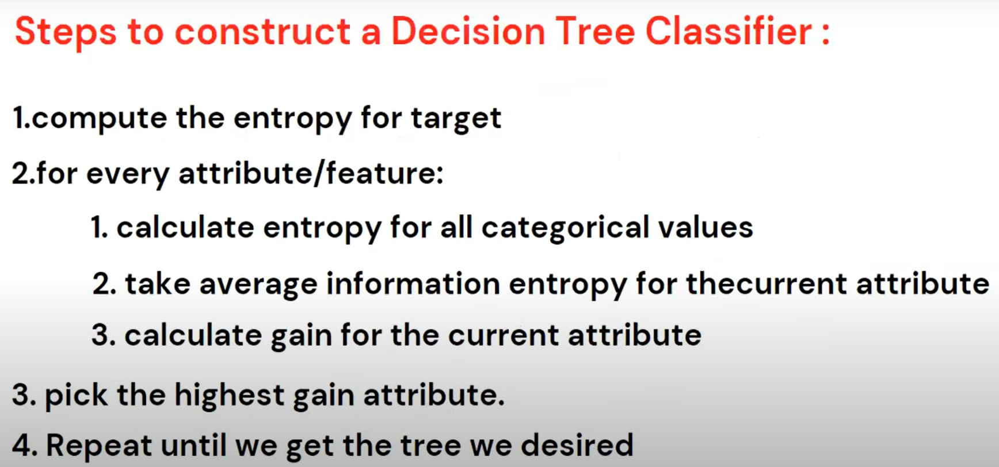 Steps to construct a Decision Tree Classifier :
1.compute the entropy for target
2.for every attribute/feature:
1. calculate entropy for all categorical values
2. take average information entropy for thecurrent attribute
3. calculate gain for the current attribute
3. pick the highest gain attribute.
4. Repeat until we get the tree we desired